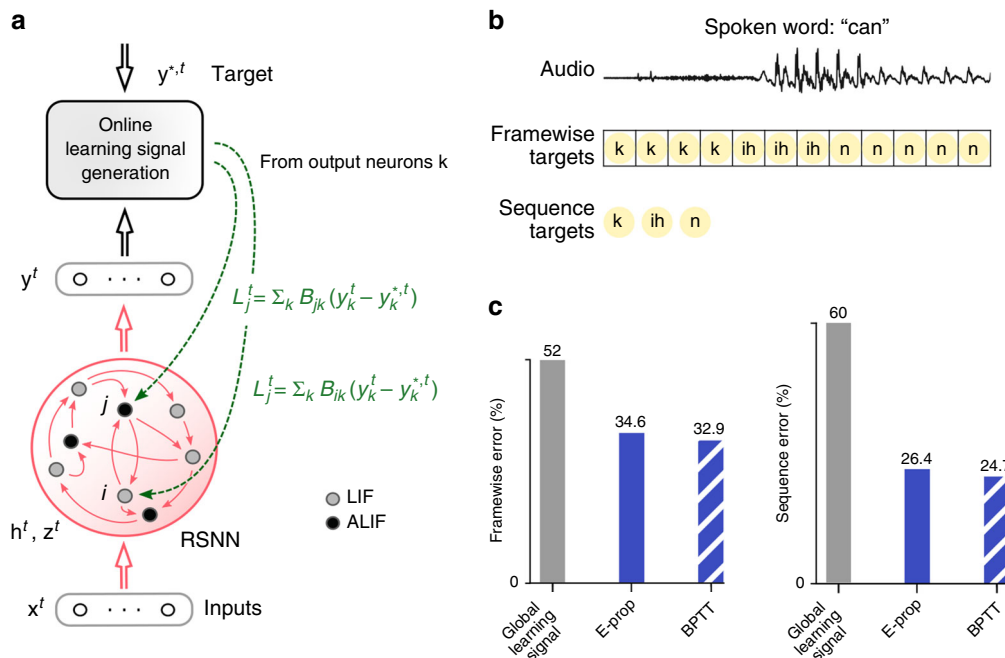 a
y*,t Target
Online
learning signal
generation
From output neurons k
y^t
L_j^t = Σ_k B_jk (y_k^t − y_k^*,t)
L_j^t = Σ_k B_ik (y_k^t − y_k^*,t)
j
i
LIF
ALIF
h^t, z^t
RSNN
x^t
Inputs
b
Spoken word: “can”
Audio
Framewise
targets
k k k k ih ih ih n n n n n
Sequence
targets
k ih n
c
Framewise error (%)
52
34.6
32.9
0
Global
learning
signal
E-prop
BPTT
Sequence error (%)
60
26.4
24.7
0
Global
learning
signal
E-prop
BPTT